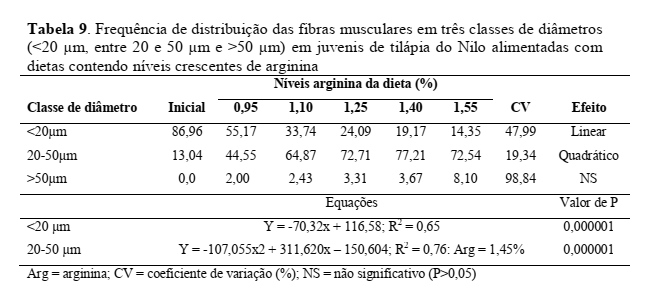 Tabela 9. Frequência de distribuição das fibras musculares em três classes de diâmetros
(<20 μm, entre 20 e 50 μm e >50 μm) em juvenis de tilápia do Nilo alimentadas com
dietas contendo níveis crescentes de arginina
Níveis arginina da dieta (%)
Classe de diâmetro Inicial 0,95 1,10 1,25 1,40 1,55 CV Efeito
<20μm 86,96 55,17 33,74 24,09 19,17 14,35 47,99 Linear
20-50μm 13,04 44,55 64,87 72,71 77,21 72,54 19,34 Quadrático
>50μm 0,0 2,00 2,43 3,31 3,67 8,10 98,84 NS
Equações Valor de P
<20 μm Y = -70,32x + 116,58; R² = 0,65 0,000001
20-50 μm Y = -107,055x2 + 311,620x – 150,604; R² = 0,76: Arg = 1,45% 0,000001
Arg = arginina; CV = coeficiente de variação (%); NS = não significativo (P>0,05)